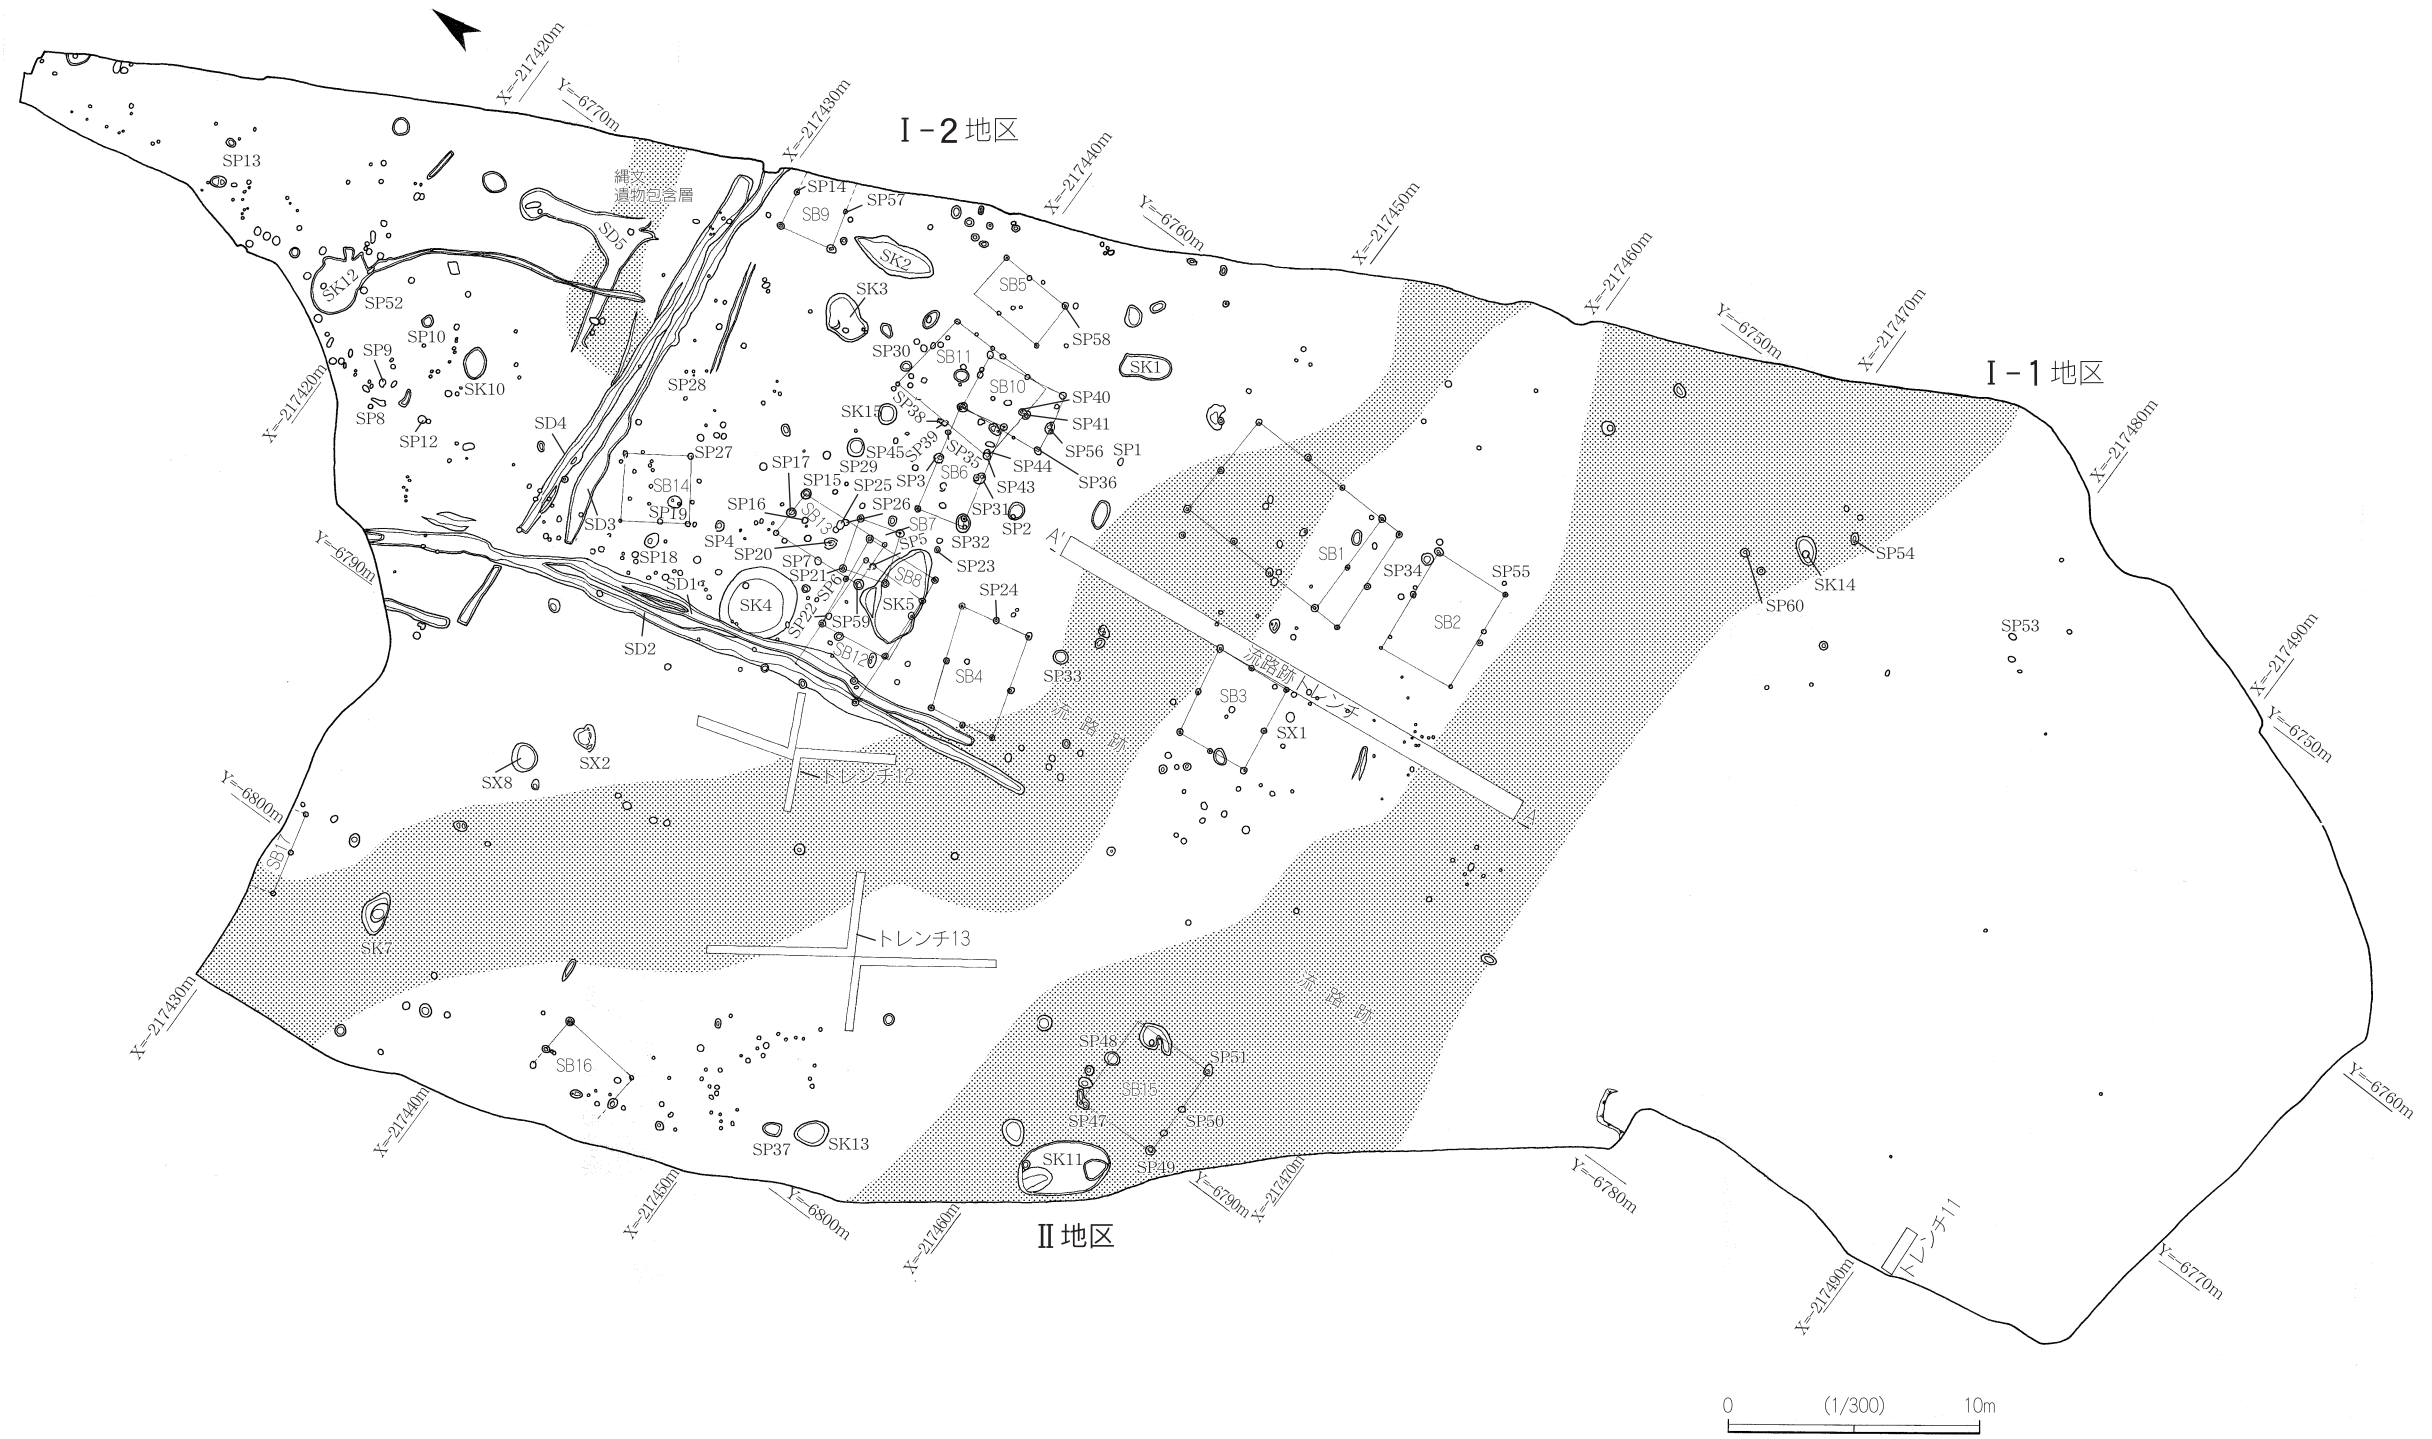 X=-217420m
Y=-6770m
X=-217430m
Ⅰ-2 地区
X=-217440m
SP13
縄文
遺物包含層
SP14
SB9
SP57
Y=-6760m
X=-217450m
SD5
SK2
X=-217460m
SK12
SP52
SK3
SB5
Y=-6750m
X=-217470m
SP10
SP58
SP9
SP30
SB11
SK1
Ⅰ-1 地区
SK10
SP28
SB10
X=-217420m
SP8
SP38
SP40
SK15
SP41
X=-217480m
SD4
SP12
SP39
SP56
SP27
SP17
SP45
SP35
SP1
SP29
SP44
SP15
SP3
SB6
SP36
SB14
SP25
SP43
SP16
SP26
SP19
SB13
SP31
SP2
SD3
SB7
SP4
SP32
SP20
SP5
A'
SB1
SP54
Y=-6790m
SP18
SP7
SP23
SP34
SP55
SP21
SB8
SK14
SD1
SP6
SP24
SP60
SK4
SK5
SP22
SP59
SB2
SP53
SD2
SB12
流路跡トレンチ
SB4
SP33
X=-217490m
SB3
流路跡
SX1
Y=-6750m
SX2
SX8
トレンチ12
Y=-6800m
A
SB17
SK7
トレンチ13
流路跡
X=-217430m
SP48
SP51
SB16
SB15
Y=-6760m
X=-217440m
SP47
SP50
SP37
SK13
SK11
SP49
X=-217450m
Y=-6800m
Y=-6790m
X=-217470m
Y=-6780m
X=-217460m
Ⅱ地区
トレンチ11
Y=-6770m
X=-217490m
0 (1/300) 10m